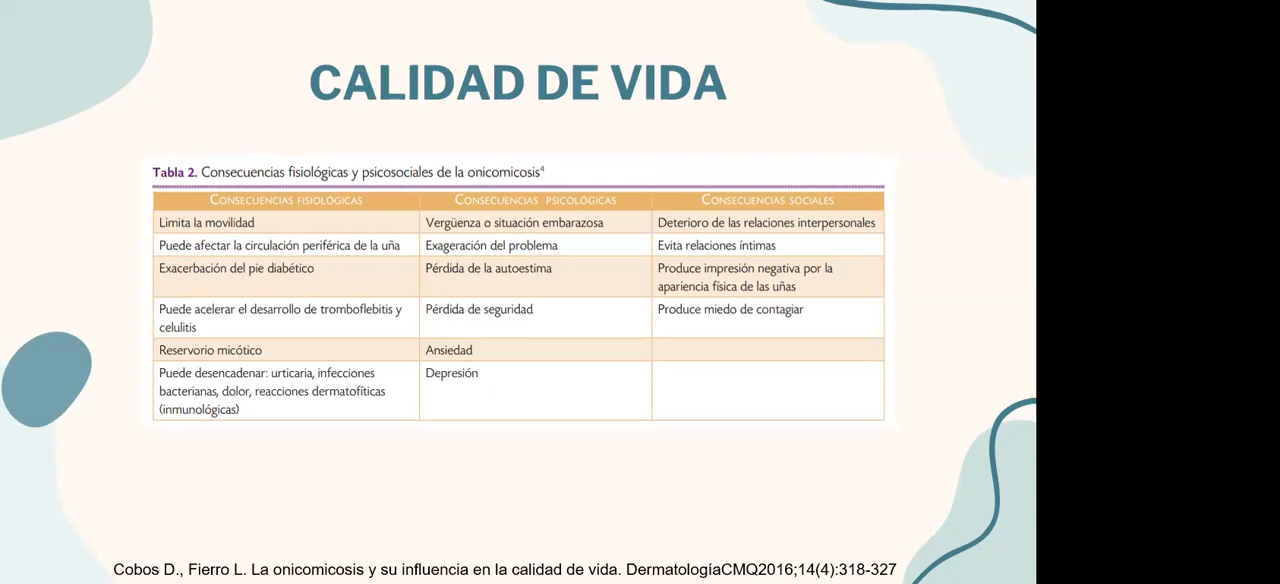 CALIDAD DE VIDA
Tabla 2. Consecuencias fisiológicas y psicosociales de la onicomicosis⁴
CONSECUENCIAS FISIOLÓGICAS CONSECUENCIAS PSICOLÓGICAS CONSECUENCIAS SOCIALES
Limita la movilidad Vergüenza o situación embarazosa Deterioro de las relaciones interpersonales
Puede afectar la circulación periférica de la uña Exageración del problema Evita relaciones íntimas
Exacerbación del pie diabético Pérdida de la autoestima Produce impresión negativa por la
apariencia física de las uñas
Puede acelerar el desarrollo de tromboflebitis y Pérdida de seguridad Produce miedo de contagiar
celulitis
Reservorio micótico Ansiedad
Puede desencadenar: urticaria, infecciones Depresión
bacterianas, dolor, reacciones dermatofíticas
(inmunológicas)
Cobos D., Fierro L. La onicomicosis y su influencia en la calidad de vida. DermatologíaCMQ2016;14(4):318-327